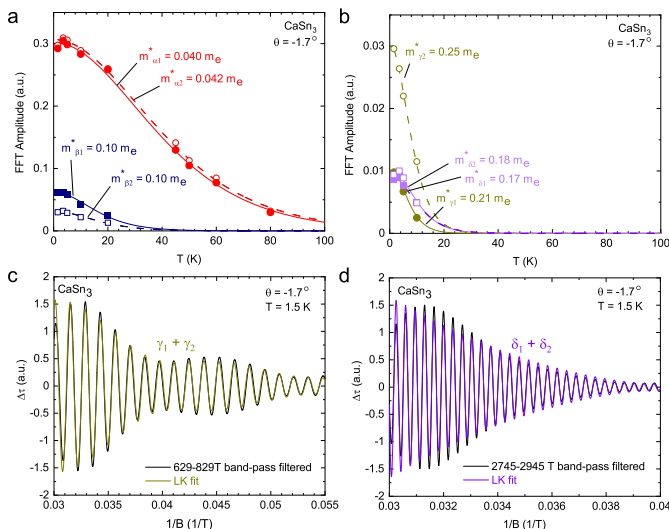 a
CaSn3
θ = -1.7°
m*α1 = 0.040 me
m*α2 = 0.042 me
m*β1 = 0.10 me
m*β2 = 0.10 me
FFT Amplitude (a.u.)
0.4
0.3
0.2
0.1
0
0 20 40 60 80 100
T (K)
b
CaSn3
θ = -1.7°
m*γ2 = 0.25 me
m*δ2 = 0.18 me
m*δ1 = 0.17 me
m*γ1 = 0.21 me
FFT Amplitude (a.u.)
0.03
0.02
0.01
0
0 20 40 60 80 100
T (K)
c
CaSn3
θ = -1.7°
T = 1.5 K
γ1 + γ2
629-829T band-pass filtered
LK fit
Δτ (a.u.)
2
1.5
1
0.5
0
-0.5
-1
-1.5
-2
0.03 0.035 0.04 0.045 0.05 0.055
1/B (1/T)
d
CaSn3
θ = -1.7°
T = 1.5 K
δ1 + δ2
2745-2945 T band-pass filtered
LK fit
Δτ (a.u.)
2
1.5
1
0.5
0
-0.5
-1
-1.5
-2
0.03 0.032 0.034 0.036 0.038 0.04
1/B (1/T)